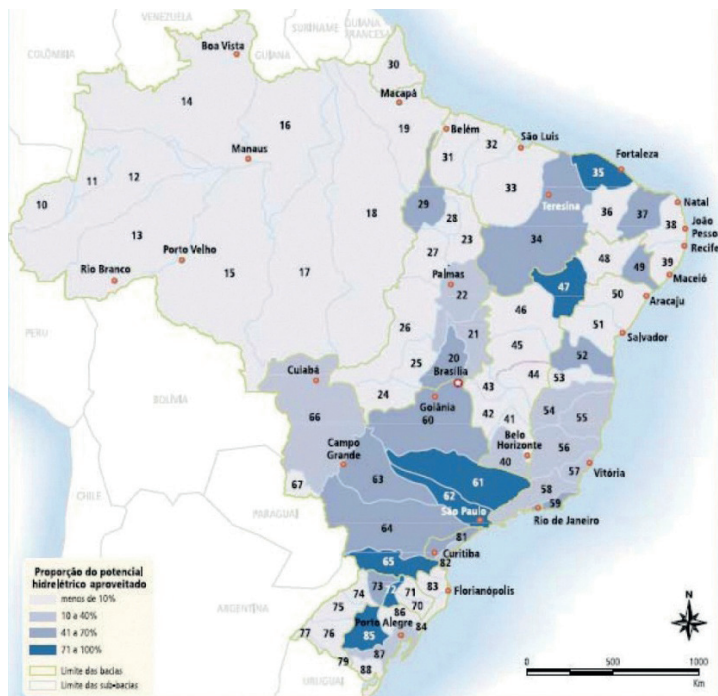 VENEZUELA
SURINAME
GUIANA
FRANCESA
COLÔMBIA
GUIANA
Boa Vista
30
14
Macapá
16
19
Belém
32
São Luis
Manaus
31
Fortaleza
11
12
33
35
10
29
Teresina
36
37
Natal
18
28
38
João
Pesso
13
23
34
Recife
Porto Velho
27
48
49
39
Rio Branco
15
17
Palmas
47
Maceió
22
50
Aracaju
PERU
26
21
46
51
Salvador
45
52
25
20
Cuiabá
Brasília
44
53
24
43
BOLÍVIA
Goiânia
42
54
55
66
60
41
Belo
Horizonte
56
Campo
Grande
40
57
Vitória
67
63
61
62
58
CHILE
59
São Paulo
Rio de Janeiro
PARAGUAI
64
81
Curitiba
65
82
Proporção do potencial
hidrelétrico aproveitado
menos de 10%
10 a 40%
41 a 70%
71 a 100%
Limite das bacias
Limite das sub-bacias
73
72
83
74
71
Florianópolis
ARGENTINA
75
70
86
Porto Alegre
84
77
76
85
87
79
88
URUGUAI
N
S
0
500
1000
Km